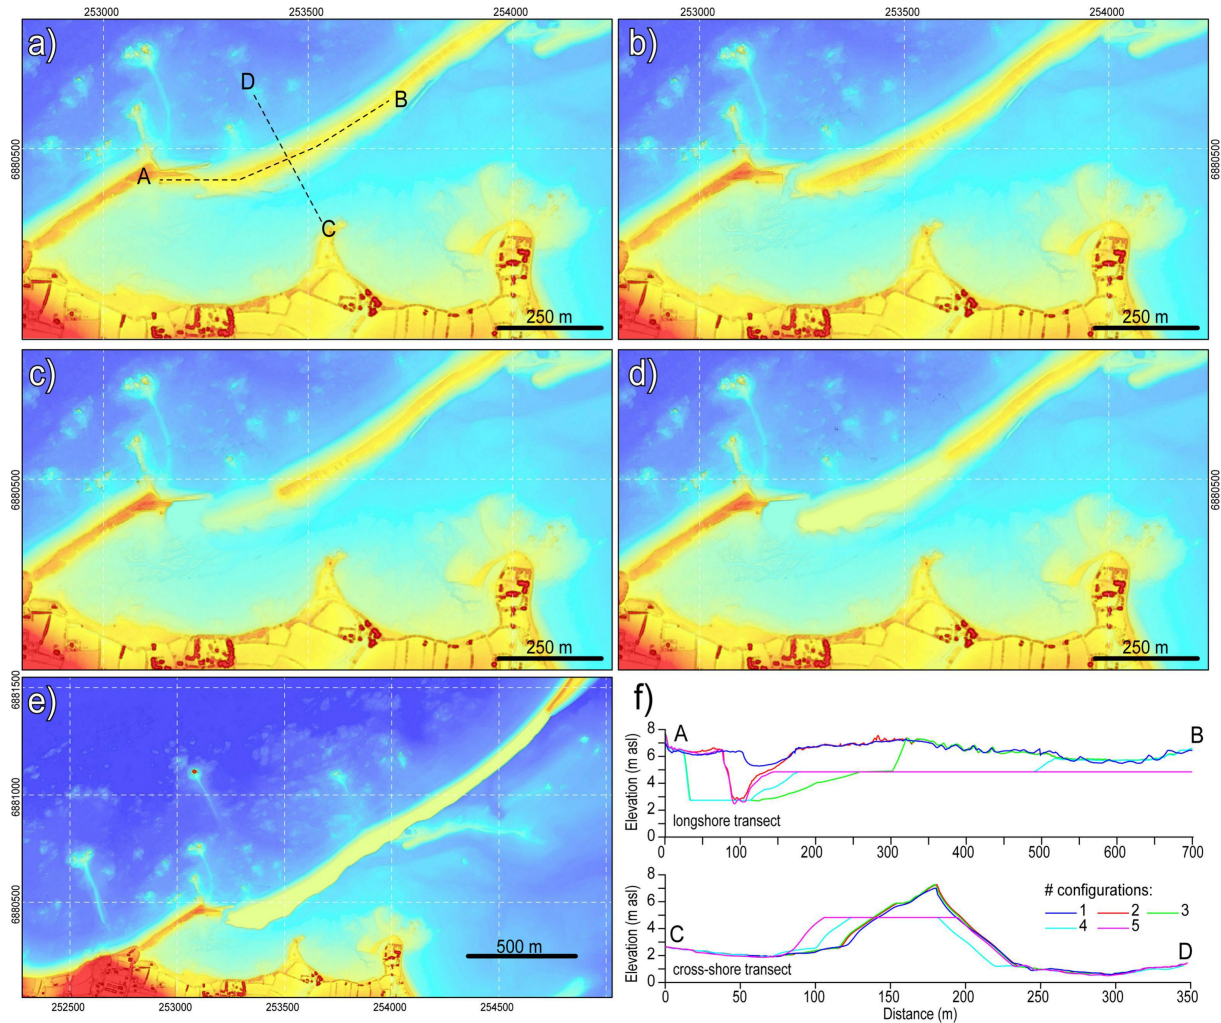 253000 253500 254000 253000 253500 254000
a)
D
B
A
C
6880500
250 m
b)
6880500
250 m
c)
6880500
250 m
d)
6880500
250 m
e)
6881500
6881000
6880500
500 m
252500 253000 253500 254000 254500
f)
8
6
4
2
0
Elevation (m asl)
A
B
longshore transect
0 100 200 300 400 500 600 700
8
6
4
2
0
Elevation (m asl)
C
D
cross-shore transect
# configurations:
1 2 3
4 5
0 50 100 150 200 250 300 350
Distance (m)